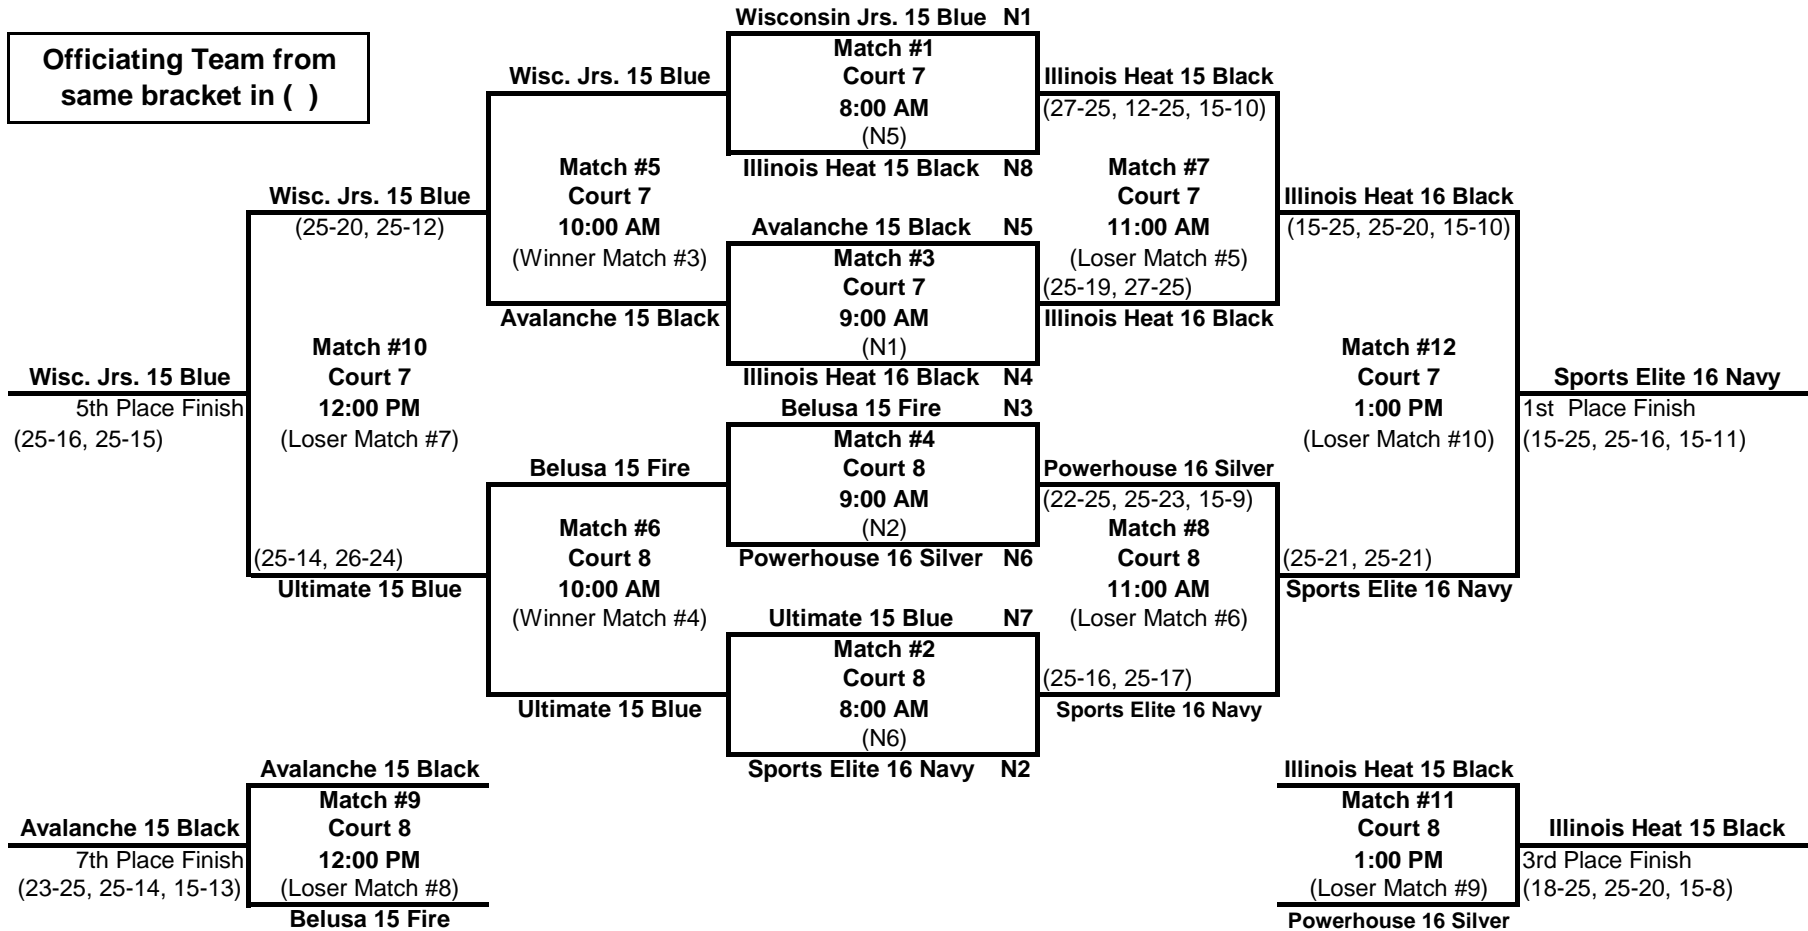 Wisconsin Jrs. 15 Blue N1
Officiating Team from
same bracket in ( )
Match #1
Court 7
8:00 AM
(N5)
Illinois Heat 15 Black N8
Wisc. Jrs. 15 Blue
Illinois Heat 15 Black
(27-25, 12-25, 15-10)
Match #5
Court 7
10:00 AM
(Winner Match #3)
Match #7
Court 7
11:00 AM
(Loser Match #5)
Wisc. Jrs. 15 Blue
(25-20, 25-12)
Illinois Heat 16 Black
(15-25, 25-20, 15-10)
Avalanche 15 Black N5
Match #3
Court 7
9:00 AM
(N1)
Illinois Heat 16 Black N4
Avalanche 15 Black
(25-19, 27-25)
Illinois Heat 16 Black
Match #10
Court 7
12:00 PM
(Loser Match #7)
Match #12
Court 7
1:00 PM
(Loser Match #10)
Wisc. Jrs. 15 Blue
5th Place Finish
(25-16, 25-15)
Sports Elite 16 Navy
1st Place Finish
(15-25, 25-16, 15-11)
Belusa 15 Fire N3
Match #4
Court 8
9:00 AM
(N2)
Powerhouse 16 Silver N6
Belusa 15 Fire
Powerhouse 16 Silver
(22-25, 25-23, 15-9)
Match #6
Court 8
10:00 AM
(Winner Match #4)
Match #8
Court 8
11:00 AM
(Loser Match #6)
(25-14, 26-24)
Ultimate 15 Blue
(25-21, 25-21)
Sports Elite 16 Navy
Ultimate 15 Blue N7
Match #2
Court 8
8:00 AM
(N6)
Sports Elite 16 Navy N2
Ultimate 15 Blue
(25-16, 25-17)
Sports Elite 16 Navy
Avalanche 15 Black
Match #9
Court 8
12:00 PM
(Loser Match #8)
Belusa 15 Fire
Avalanche 15 Black
7th Place Finish
(23-25, 25-14, 15-13)
Illinois Heat 15 Black
Match #11
Court 8
1:00 PM
(Loser Match #9)
Powerhouse 16 Silver
Illinois Heat 15 Black
3rd Place Finish
(18-25, 25-20, 15-8)